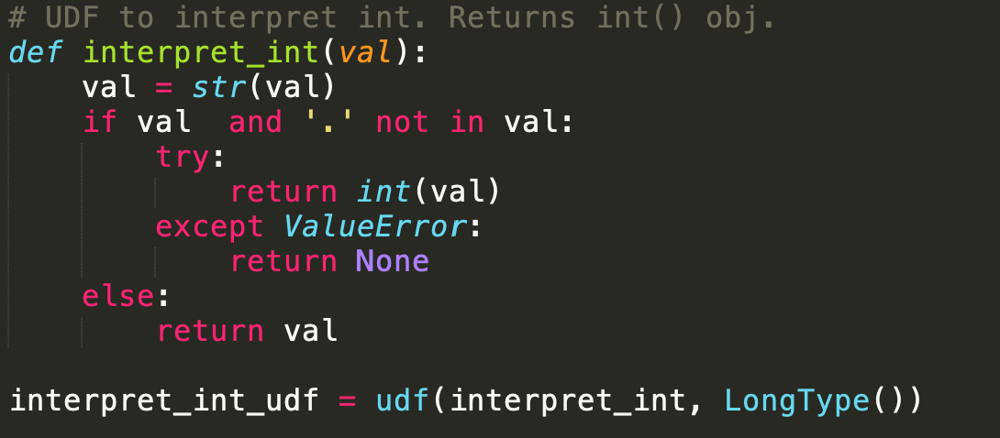 # UDF to interpret int. Returns int() obj.
def interpret_int(val):
    val = str(val)
    if val  and '.' not in val:
        try:
            return int(val)
        except ValueError:
            return None
    else:
        return val

interpret_int_udf = udf(interpret_int, LongType())